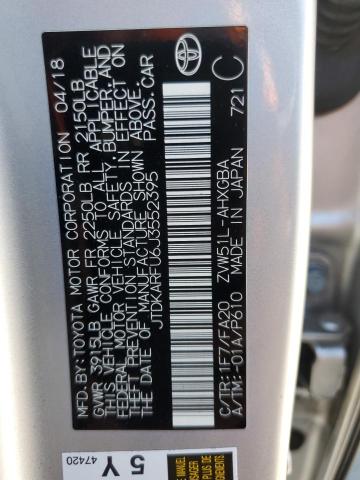 MFD. BY: TOYOTA MOTOR CORPORATION 04/18
GVWR 3915LB GAWR FR 2250LB RR 2150LB
THIS VEHICLE CONFORMS TO ALL APPLICABLE
FEDERAL MOTOR VEHICLE SAFETY, BUMPER, AND
THEFT PREVENTION STANDARDS IN EFFECT ON
THE DATE OF MANUFACTURE SHOWN ABOVE.
JTDKARFU6J3552395 PASS. CAR
C/TR: 1F7/FA20 ZVW51L-AHXGBA
A/TM: -01A/P610 MADE IN JAPAN 721
C
TOYOTA
5 Y
47420